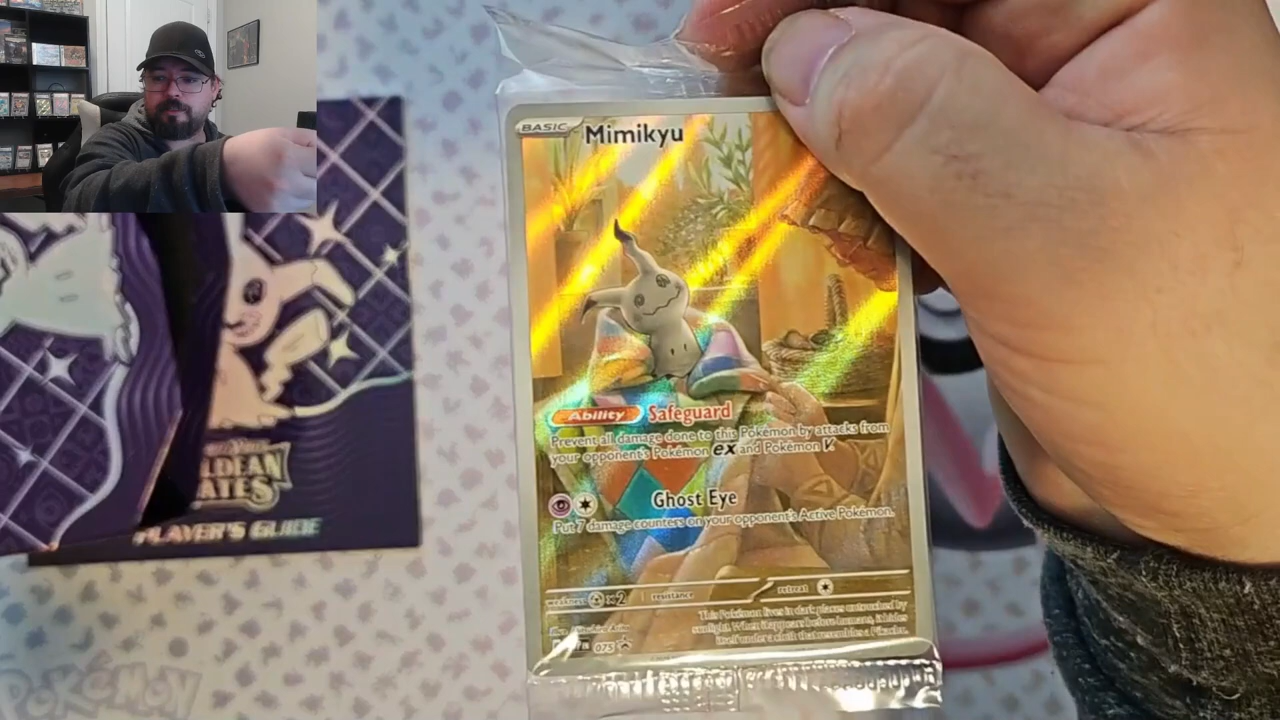 BASIC Mimikyu
Ability Safeguard
Prevent all damage done to this Pokémon by attacks from
your opponent's Pokémon ex and Pokémon V.
Ghost Eye
Put 7 damage counters on your opponent's Active Pokémon.
weakness ×2 resistance retreat
This Pokémon lives in dark places untouched by
sunlight. When it appears before humans, it hides
itself under a cloth that resembles a Pikachu.
075
LDEAN
ATES
PLAYER'S GUIDE
POKÉMON